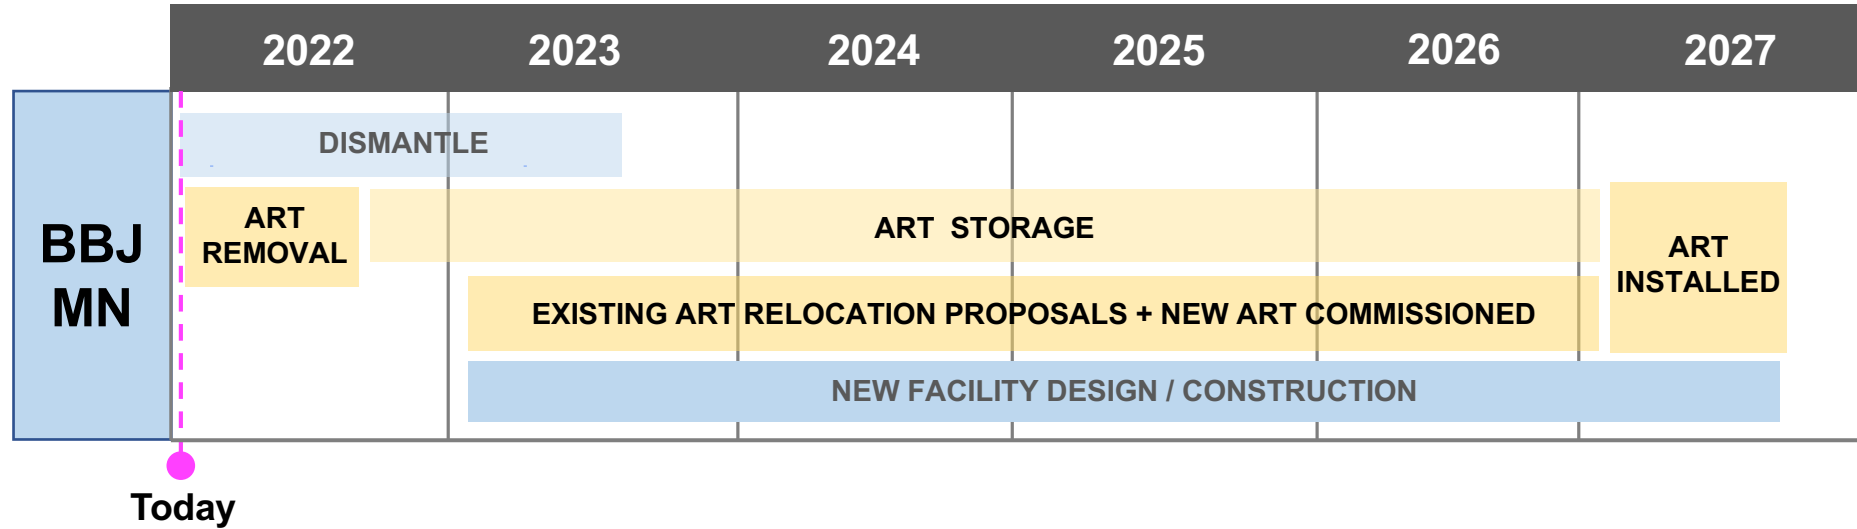 2022 2023 2024 2025 2026 2027
BBJ
MN
DISMANTLE
ART
REMOVAL
ART STORAGE
EXISTING ART RELOCATION PROPOSALS + NEW ART COMMISSIONED
ART
INSTALLED
NEW FACILITY DESIGN / CONSTRUCTION
Today